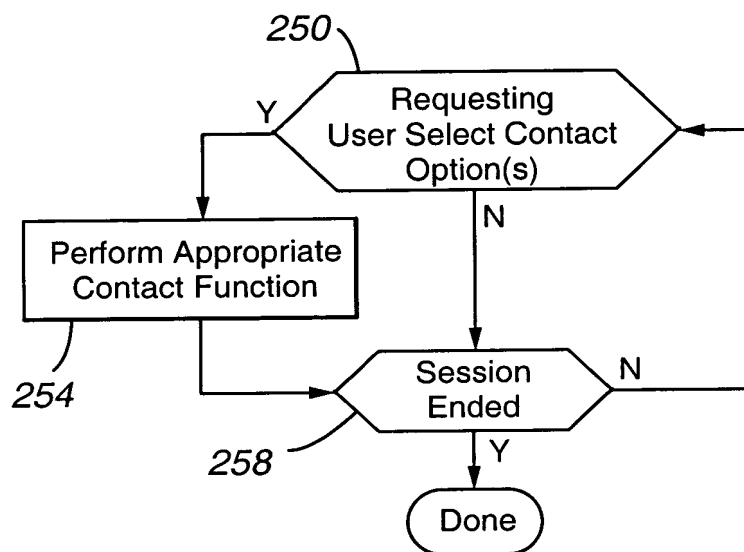 250
Y
Requesting
User Select Contact
Option(s)
N
Perform Appropriate
Contact Function
254
Session
Ended
N
258
Y
Done